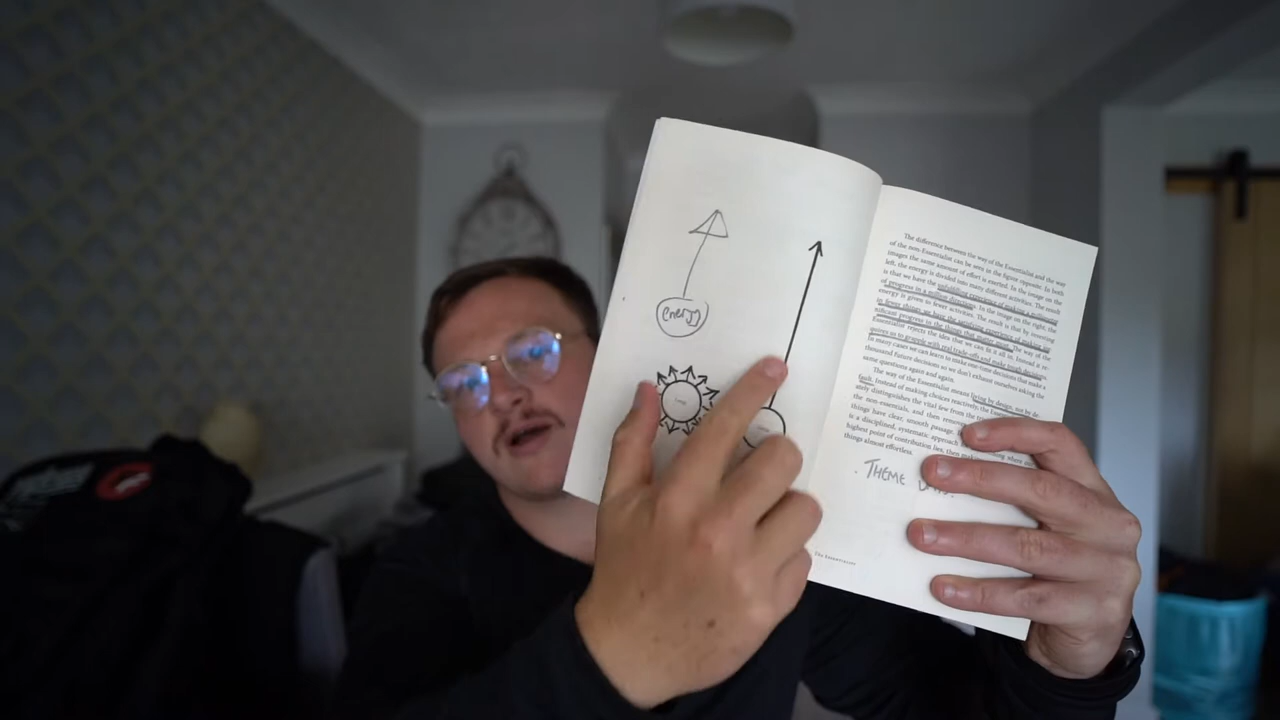 energy
The difference between the way of the Essentialist and the way
of the non-Essentialist can be seen in the figure opposite. In both
images the same amount of effort is exerted. In the image on the
left, the energy is divided into many different activities. The result
is that we have the unfulfilling experience of making a millimeter
of progress in a million directions. In the image on the right, the
energy is given to fewer activities. The result is that by investing
in fewer things we have the satisfying experience of making sig-
nificant progress in the things that matter most. The way of the
Essentialist rejects the idea that we can fit it all in. Instead it re-
quires us to grapple with real trade-offs and make tough decisions.
In many cases we can learn to make one-time decisions that make a
thousand future decisions so we don't exhaust ourselves asking the
same questions again and again.
The way of the Essentialist means living by design, not by de-
fault. Instead of making choices reactively, the Essentialist
ately distinguishes the vital few from the
the non-essentials, and then removes
things have clear, smooth passage.
is a disciplined, systematic approach
highest point of contribution lies, then making
things almost effortless.
THEME
The Essentialist